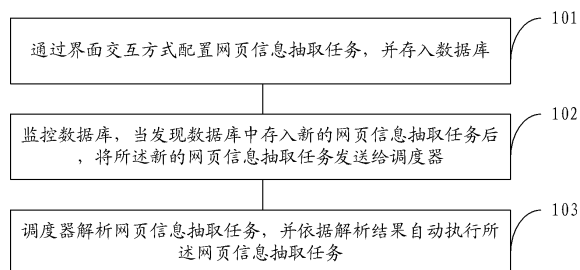 101
通过界面交互方式配置网页信息抽取任务，并存入数据库
102
监控数据库，当发现数据库中存入新的网页信息抽取任务后
，将所述新的网页信息抽取任务发送给调度器
103
调度器解析网页信息抽取任务，并依据解析结果自动执行所
述网页信息抽取任务